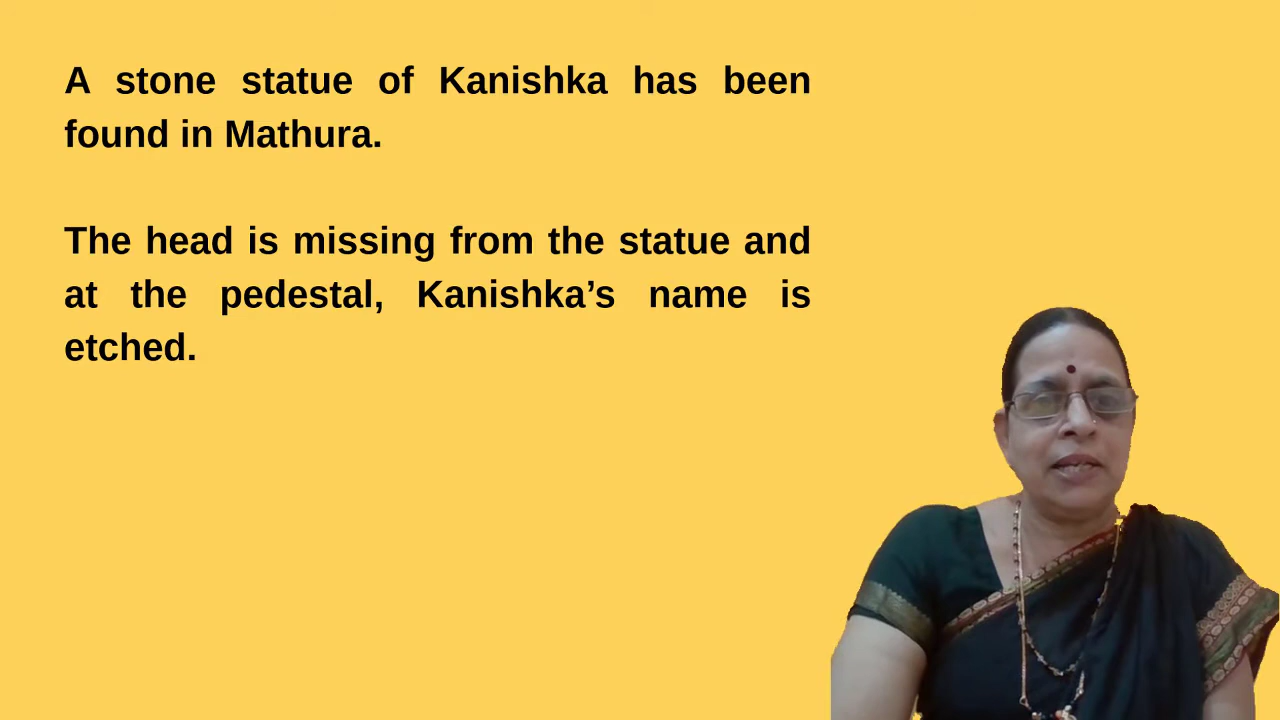 A stone statue of Kanishka has been
found in Mathura.
The head is missing from the statue and
at the pedestal, Kanishka’s name is
etched.